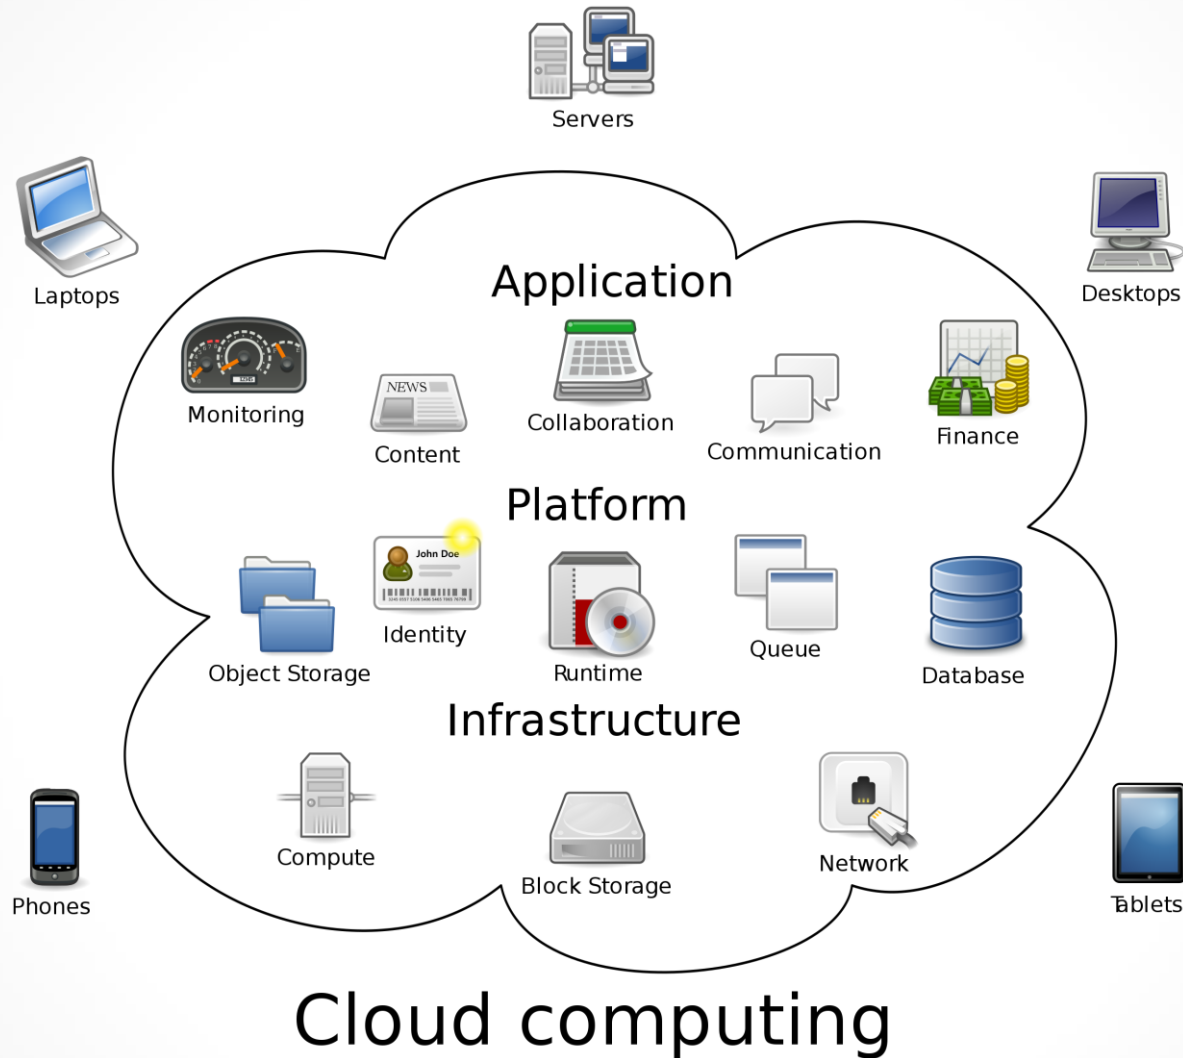 Servers
Laptops
Desktops
Application
Monitoring
NEWS
Content
Collaboration
Communication
Finance
Platform
John Doe
Identity
Object Storage
Runtime
Queue
Database
Infrastructure
Compute
Block Storage
Network
Phones
Tablets
Cloud computing